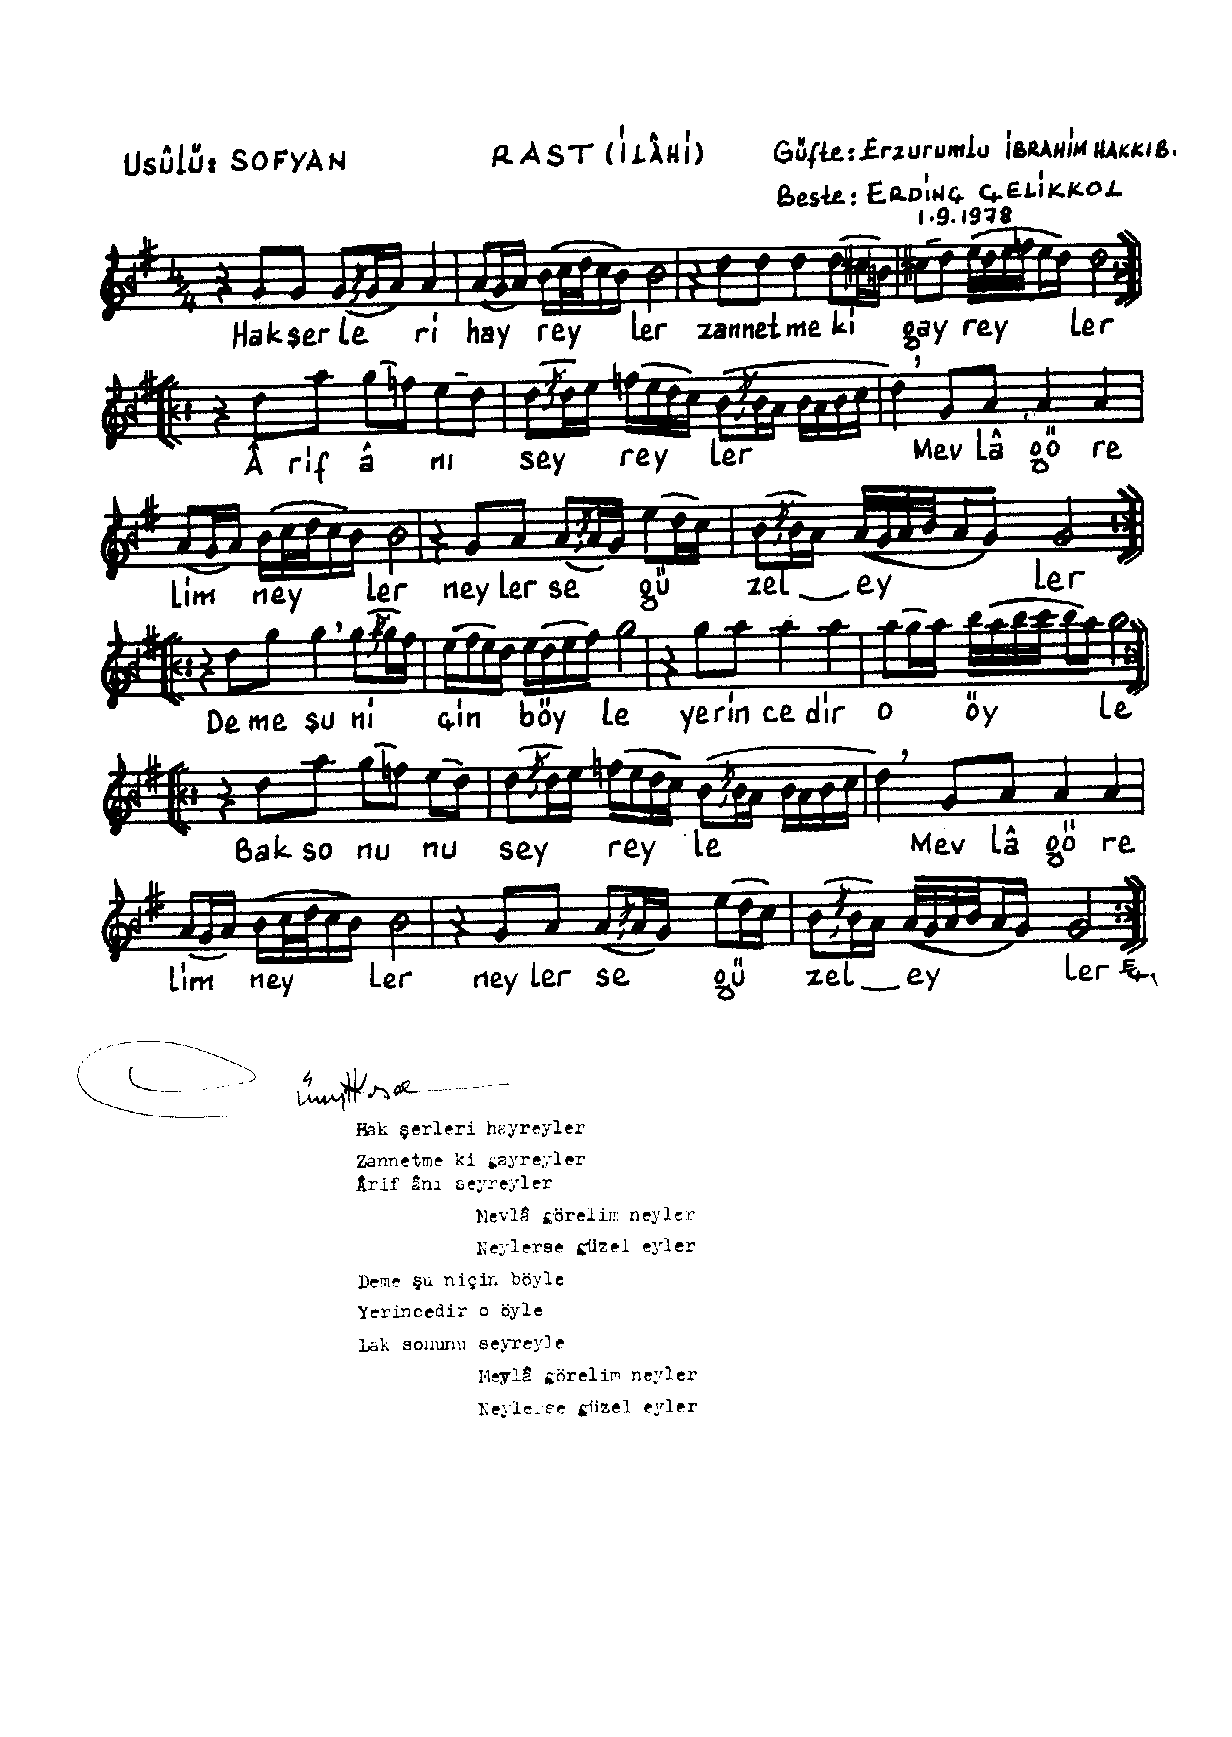 Usûlü: SOFYAN
RAST (İLÂHİ)
Güfte: Erzurumlu İBRAHİM HAKKI B.
Beste: ERDİNÇ ÇELİKKOL
1.9.1978
4
4
Hak şer le ri hay rey ler zannet me ki gay rey ler
Â rif â nı sey rey ler Mev lâ gö re
lim ney ler ney ler se gü zel_ey ler
De me şu ni çin böy le yerin ce dir o öy le
Bak so nu nu sey rey le Mev lâ gö re
lim ney ler ney ler se gü zel_ey ler
Hak şerleri hayreyler
Zannetme ki gayreyler
Ârif ânı seyreyler
Mevlâ görelim neyler
Neylerse güzel eyler
Deme şu niçin böyle
Yerincedir o öyle
Bak sonunu seyreyle
Mevlâ görelim neyler
Neylerse güzel eyler